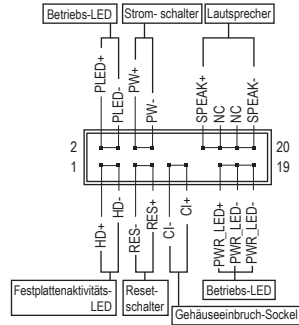 Betriebs-LED
Strom- schalter
Lautsprecher
PLED+
PLED-
PW+
PW-
SPEAK+
NC
NC
SPEAK-
2
20
1
19
HD+
HD-
RES-
RES+
CI-
CI+
PWR_LED+
PWR_LED-
PWR_LED-
Festplattenaktivitäts-
LED
Reset-
schalter
Betriebs-LED
Gehäuseeinbruch-Sockel